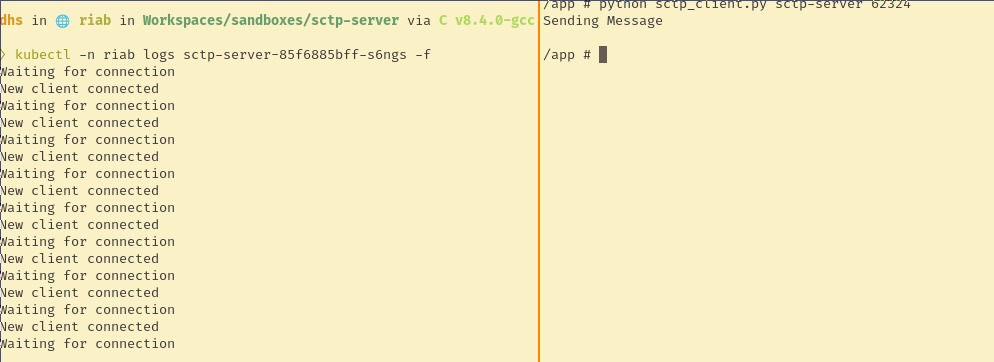 dhs in 🌐 riab in Workspaces/sandboxes/sctp-server via C v8.4.0-gcc
❯ kubectl -n riab logs sctp-server-85f6885bff-s6ngs -f
Waiting for connection
New client connected
Waiting for connection
New client connected
Waiting for connection
New client connected
Waiting for connection
New client connected
Waiting for connection
New client connected
Waiting for connection
New client connected
Waiting for connection
New client connected
Waiting for connection
New client connected
Waiting for connection
/app # python sctp_client.py sctp-server 62324
Sending Message
/app #